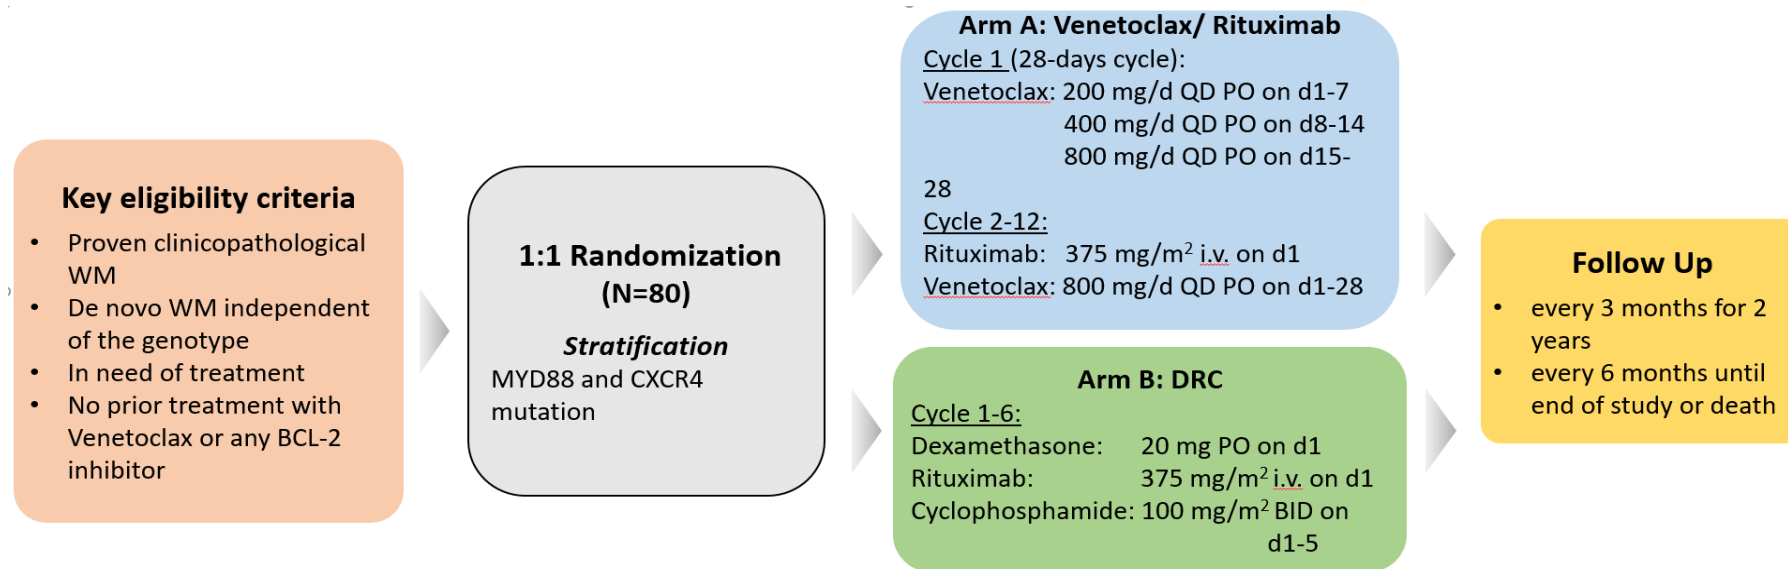 Key eligibility criteria
• Proven clinicopathological
WM
• De novo WM independent
of the genotype
• In need of treatment
• No prior treatment with
Venetoclax or any BCL-2
inhibitor
1:1 Randomization
(N=80)
Stratification
MYD88 and CXCR4
mutation
Arm A: Venetoclax/ Rituximab
Cycle 1 (28-days cycle):
Venetoclax: 200 mg/d QD PO on d1-7
400 mg/d QD PO on d8-14
800 mg/d QD PO on d15-
28
Cycle 2-12:
Rituximab: 375 mg/m² i.v. on d1
Venetoclax: 800 mg/d QD PO on d1-28
Arm B: DRC
Cycle 1-6:
Dexamethasone: 20 mg PO on d1
Rituximab: 375 mg/m² i.v. on d1
Cyclophosphamide: 100 mg/m² BID on
d1-5
Follow Up
• every 3 months for 2
years
• every 6 months until
end of study or death